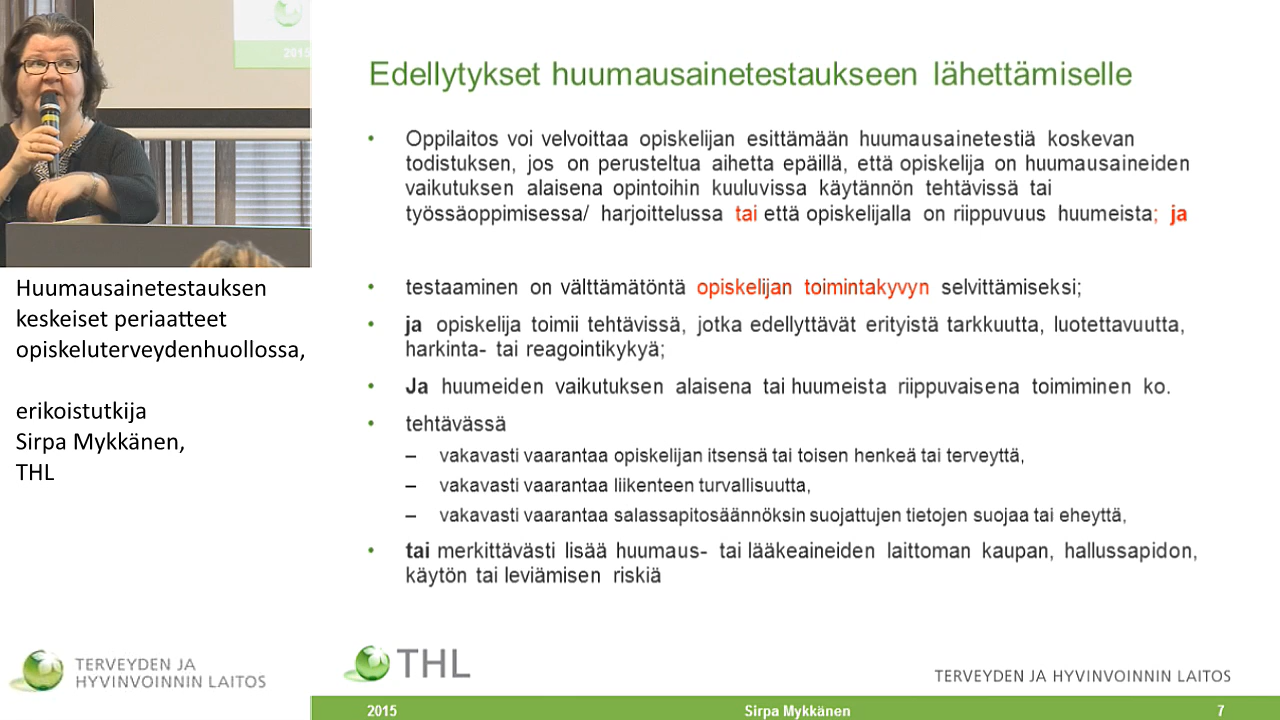 2015
Huumausainetestauksen
keskeiset periaatteet
opiskeluterveydenhuollossa,
erikoistutkija
Sirpa Mykkänen,
THL
TERVEYDEN JA
HYVINVOINNIN LAITOS
Edellytykset huumausainetestaukseen lähettämiselle
• Oppilaitos voi velvoittaa opiskelijan esittämään huumausainetestiä koskevan
todistuksen, jos on perusteltua aihetta epäillä, että opiskelija on huumausaineiden
vaikutuksen alaisena opintoihin kuuluvissa käytännön tehtävissä tai
työssäoppimisessa/ harjoittelussa tai että opiskelijalla on riippuvuus huumeista; ja
• testaaminen on välttämätöntä opiskelijan toimintakyvyn selvittämiseksi;
• ja opiskelija toimii tehtävissä, jotka edellyttävät erityistä tarkkuutta, luotettavuutta,
harkinta- tai reagointikykyä;
• Ja huumeiden vaikutuksen alaisena tai huumeista riippuvaisena toimiminen ko.
• tehtävässä
– vakavasti vaarantaa opiskelijan itsensä tai toisen henkeä tai terveyttä,
– vakavasti vaarantaa liikenteen turvallisuutta,
– vakavasti vaarantaa salassapitosäännöksin suojattujen tietojen suojaa tai eheyttä,
• tai merkittävästi lisää huumaus- tai lääkeaineiden laittoman kaupan, hallussapidon,
käytön tai leviämisen riskiä
THL
TERVEYDEN JA HYVINVOINNIN LAITOS
2015 Sirpa Mykkänen 7